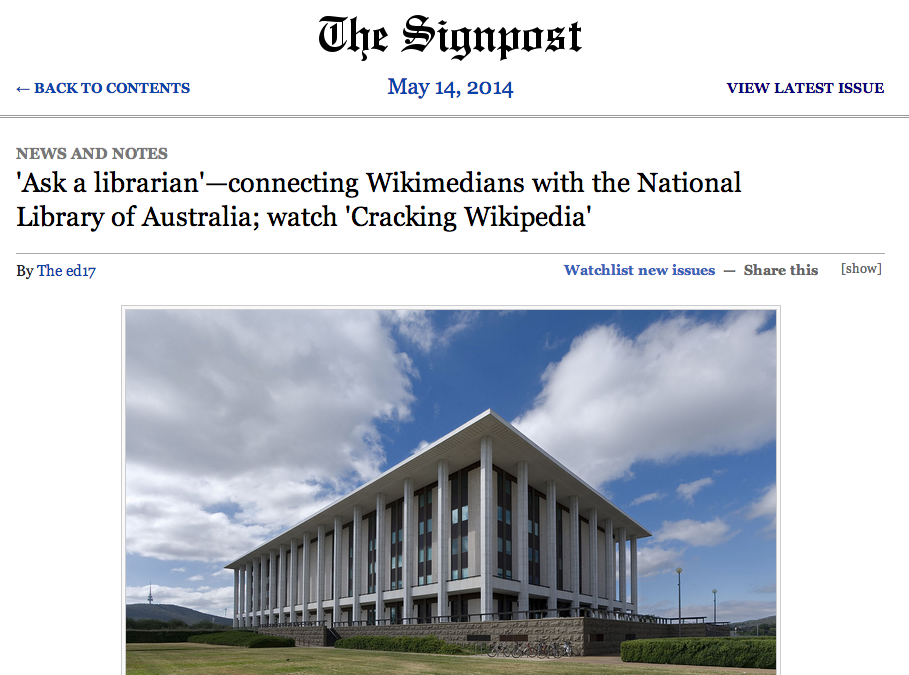 The Signpost
← BACK TO CONTENTS
May 14, 2014
VIEW LATEST ISSUE
NEWS AND NOTES
'Ask a librarian'—connecting Wikimedians with the National
Library of Australia; watch 'Cracking Wikipedia'
By The ed17
Watchlist new issues — Share this [show]